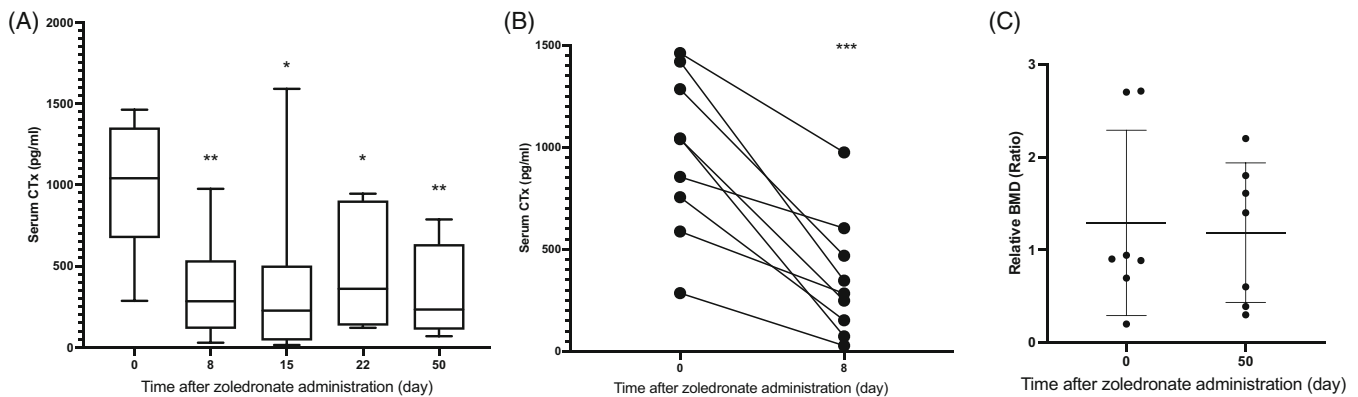 (A)
2000
1500
1000
500
0
Serum CTx (pg/ml)
**
*
*
**
0 8 15 22 50
Time after zoledronate administration (day)
(B)
1500
1000
500
0
Serum CTx (pg/ml)
***
0 8
Time after zoledronate administration (day)
(C)
3
2
1
0
Relative BMD (Ratio)
0 50
Time after zoledronate administration (day)